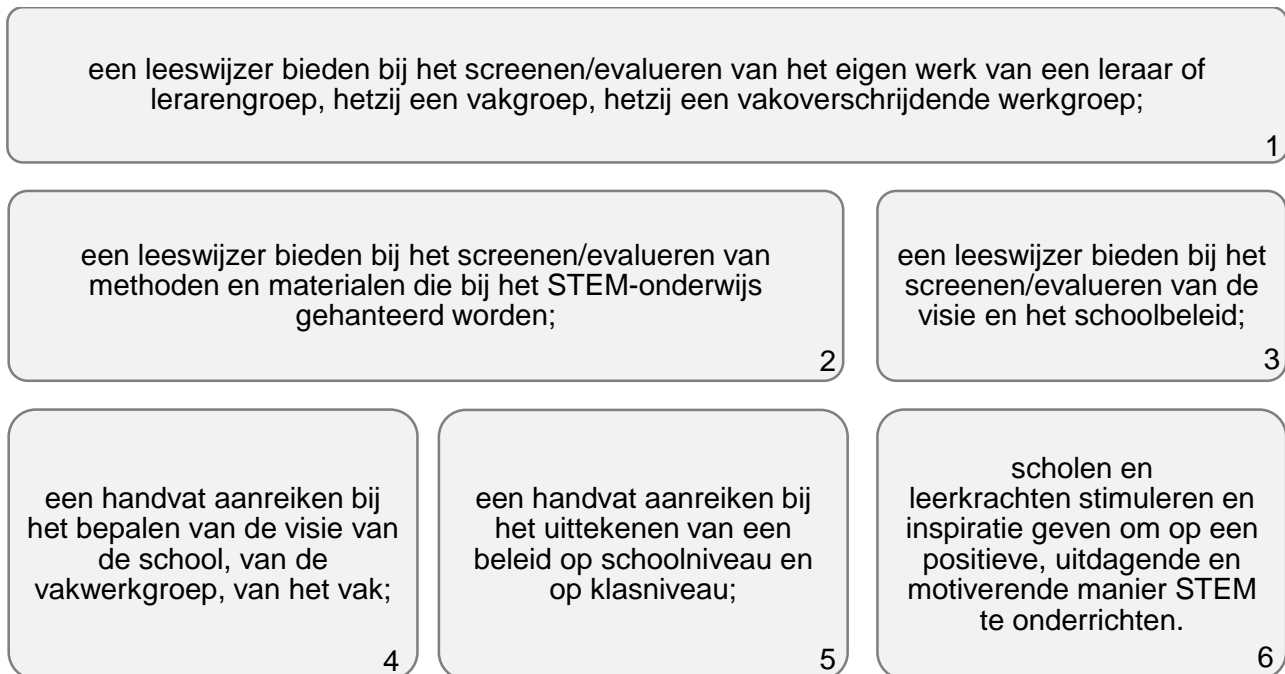 een leeswijzer bieden bij het screenen/evalueren van het eigen werk van een leraar of
lerarengroep, hetzij een vakgroep, hetzij een vakoverschrijdende werkgroep;
1
een leeswijzer bieden bij het screenen/evalueren van
methoden en materialen die bij het STEM-onderwijs
gehanteerd worden;
2
een leeswijzer bieden bij het
screenen/evalueren van de
visie en het schoolbeleid;
3
een handvat aanreiken bij
het bepalen van de visie van
de school, van de
vakwerkgroep, van het vak;
4
een handvat aanreiken bij
het uittekenen van een
beleid op schoolniveau en
op klasniveau;
5
scholen en
leerkrachten stimuleren en
inspiratie geven om op een
positieve, uitdagende en
motiverende manier STEM
te onderrichten.
6